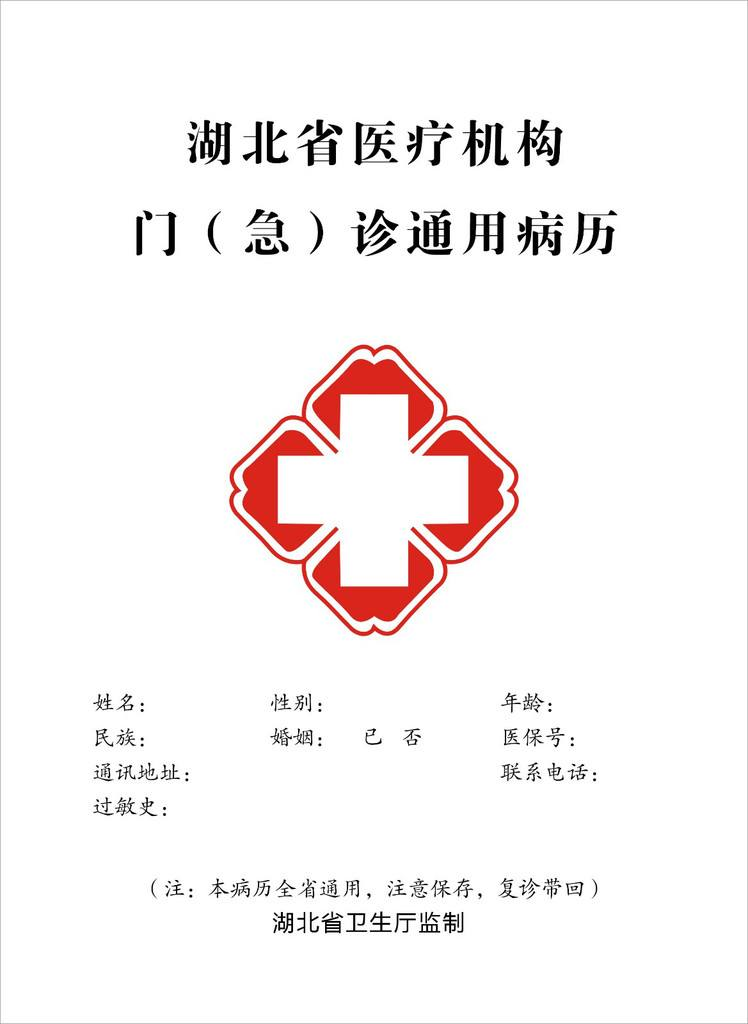 湖北省医疗机构
门（急）诊通用病历
姓名： 性别： 年龄：
民族： 婚姻： 已 否 医保号：
通讯地址： 联系电话：
过敏史：
（注：本病历全省通用，注意保存，复诊带回）
湖北省卫生厅监制